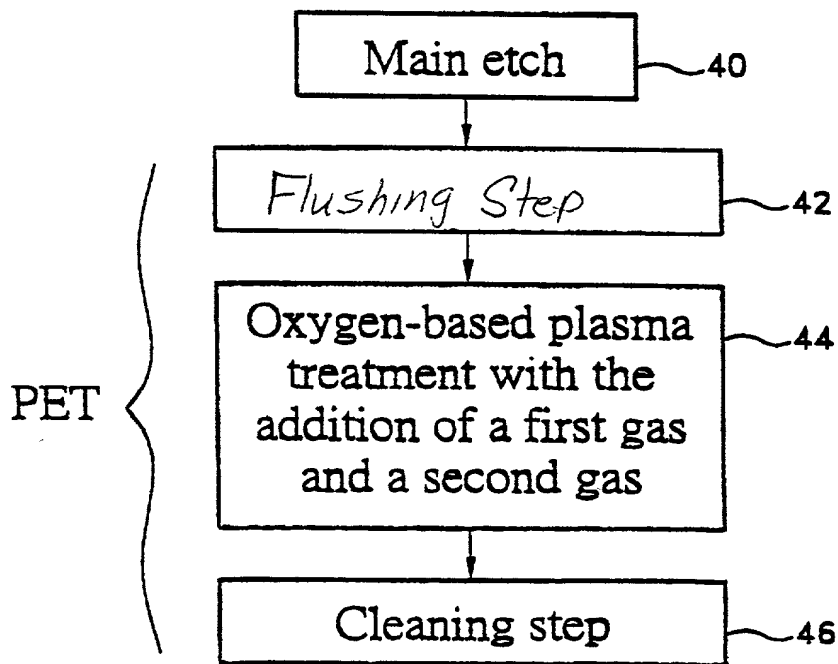 Main etch
40
Flushing Step
42
Oxygen-based plasma
treatment with the
addition of a first gas
and a second gas
44
PET
Cleaning step
46